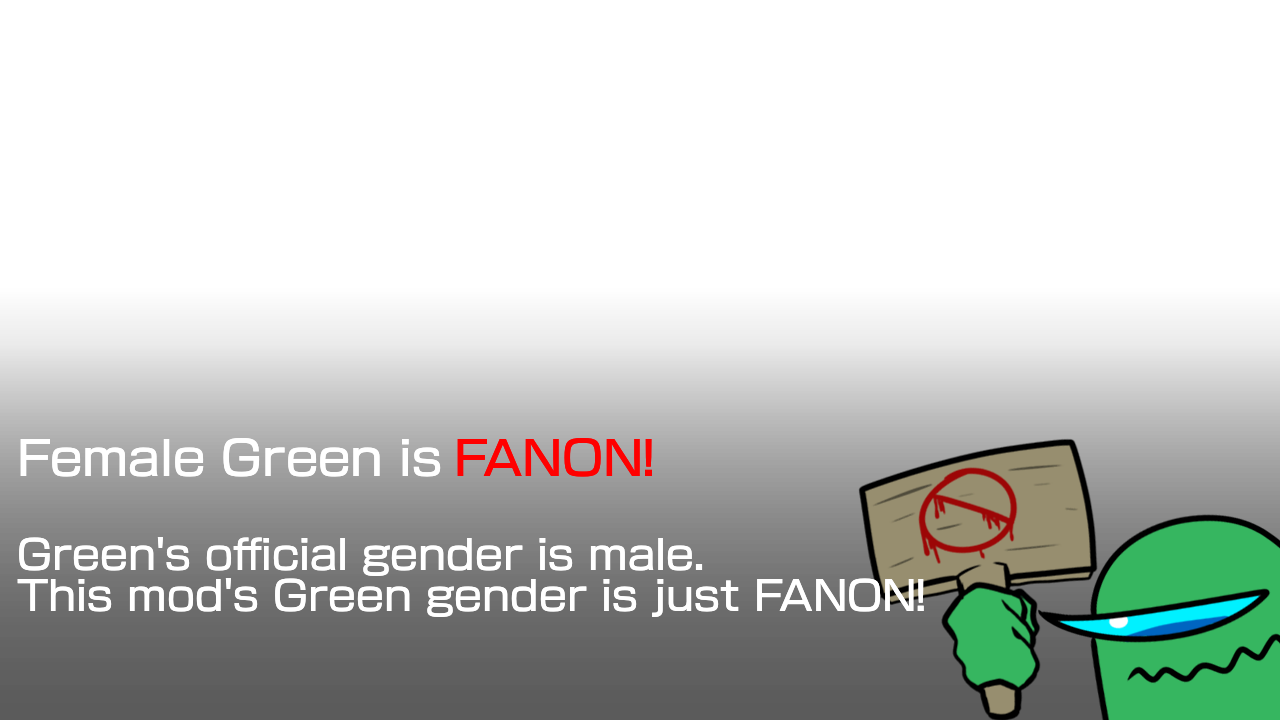 Female Green is FANON!
Green's official gender is male.
This mod's Green gender is just FANON!